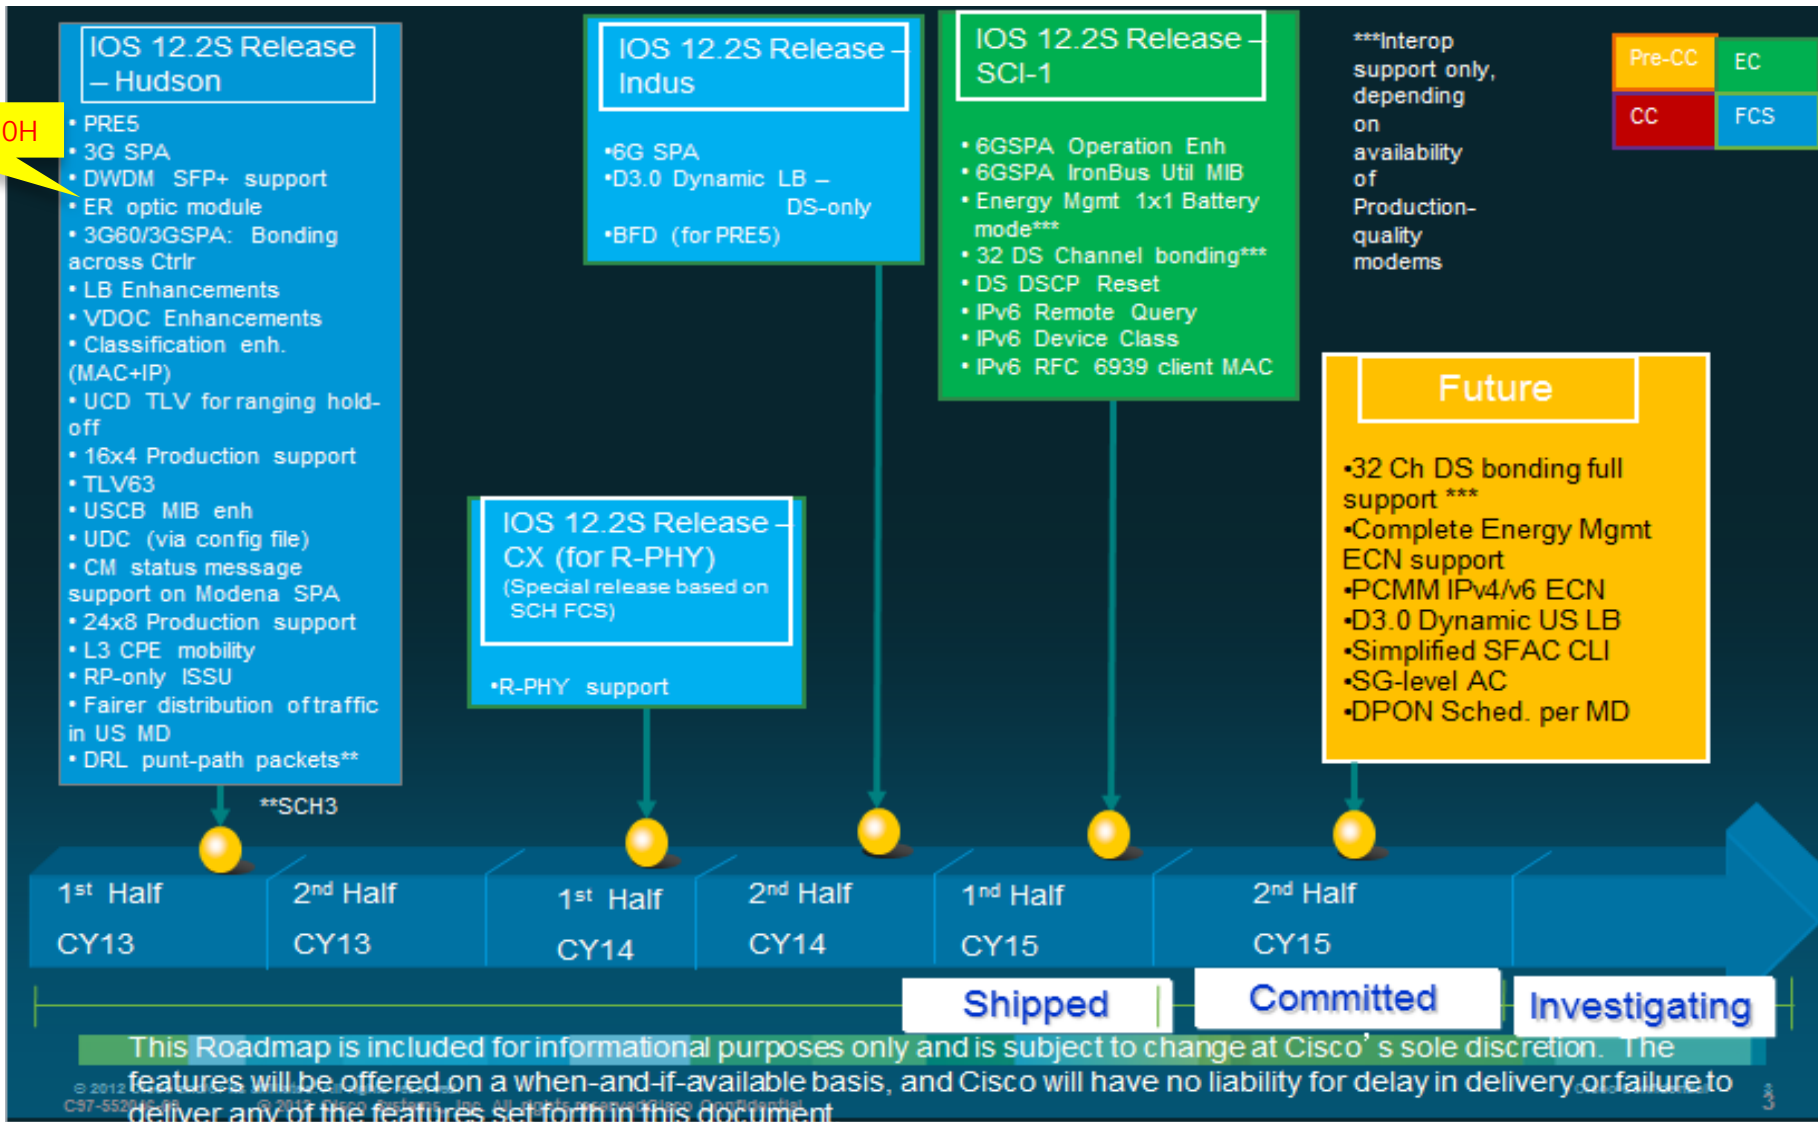 IOS 12.2S Release
– Hudson
0H
• PRE5
• 3G SPA
• DWDM SFP+ support
• ER optic module
• 3G60/3GSPA: Bonding
across Ctrlr
• LB Enhancements
• VDOC Enhancements
• Classification enh.
(MAC+IP)
• UCD TLV for ranging hold-
off
• 16x4 Production support
• TLV63
• USCB MIB enh
• UDC (via config file)
• CM status message
support on Modena SPA
• 24x8 Production support
• L3 CPE mobility
• RP-only ISSU
• Fairer distribution of traffic
in US MD
• DRL punt-path packets**
**SCH3
IOS 12.2S Release –
CX (for R-PHY)
(Special release based on
SCH FCS)
•R-PHY support
IOS 12.2S Release –
Indus
•6G SPA
•D3.0 Dynamic LB –
DS-only
•BFD (for PRE5)
IOS 12.2S Release –
SCI-1
• 6GSPA Operation Enh
• 6GSPA IronBus Util MIB
• Energy Mgmt 1x1 Battery
mode***
• 32 DS Channel bonding***
• DS DSCP Reset
• IPv6 Remote Query
• IPv6 Device Class
• IPv6 RFC 6939 client MAC
***Interop
support only,
depending
on
availability
of
Production-
quality
modems
Pre-CC
EC
CC
FCS
Future
•32 Ch DS bonding full
support ***
•Complete Energy Mgmt
ECN support
•PCMM IPv4/v6 ECN
•D3.0 Dynamic US LB
•Simplified SFAC CLI
•SG-level AC
•DPON Sched. per MD
1st Half
CY13
2nd Half
CY13
1st Half
CY14
2nd Half
CY14
1nd Half
CY15
2nd Half
CY15
Shipped
Committed
Investigating
This Roadmap is included for informational purposes only and is subject to change at Cisco's sole discretion. The
features will be offered on a when-and-if-available basis, and Cisco will have no liability for delay in delivery or failure to
deliver any of the features set forth in this document
© 2012
© 2012 Cisco Systems, Inc. All rights reserved Cisco Confidential
3